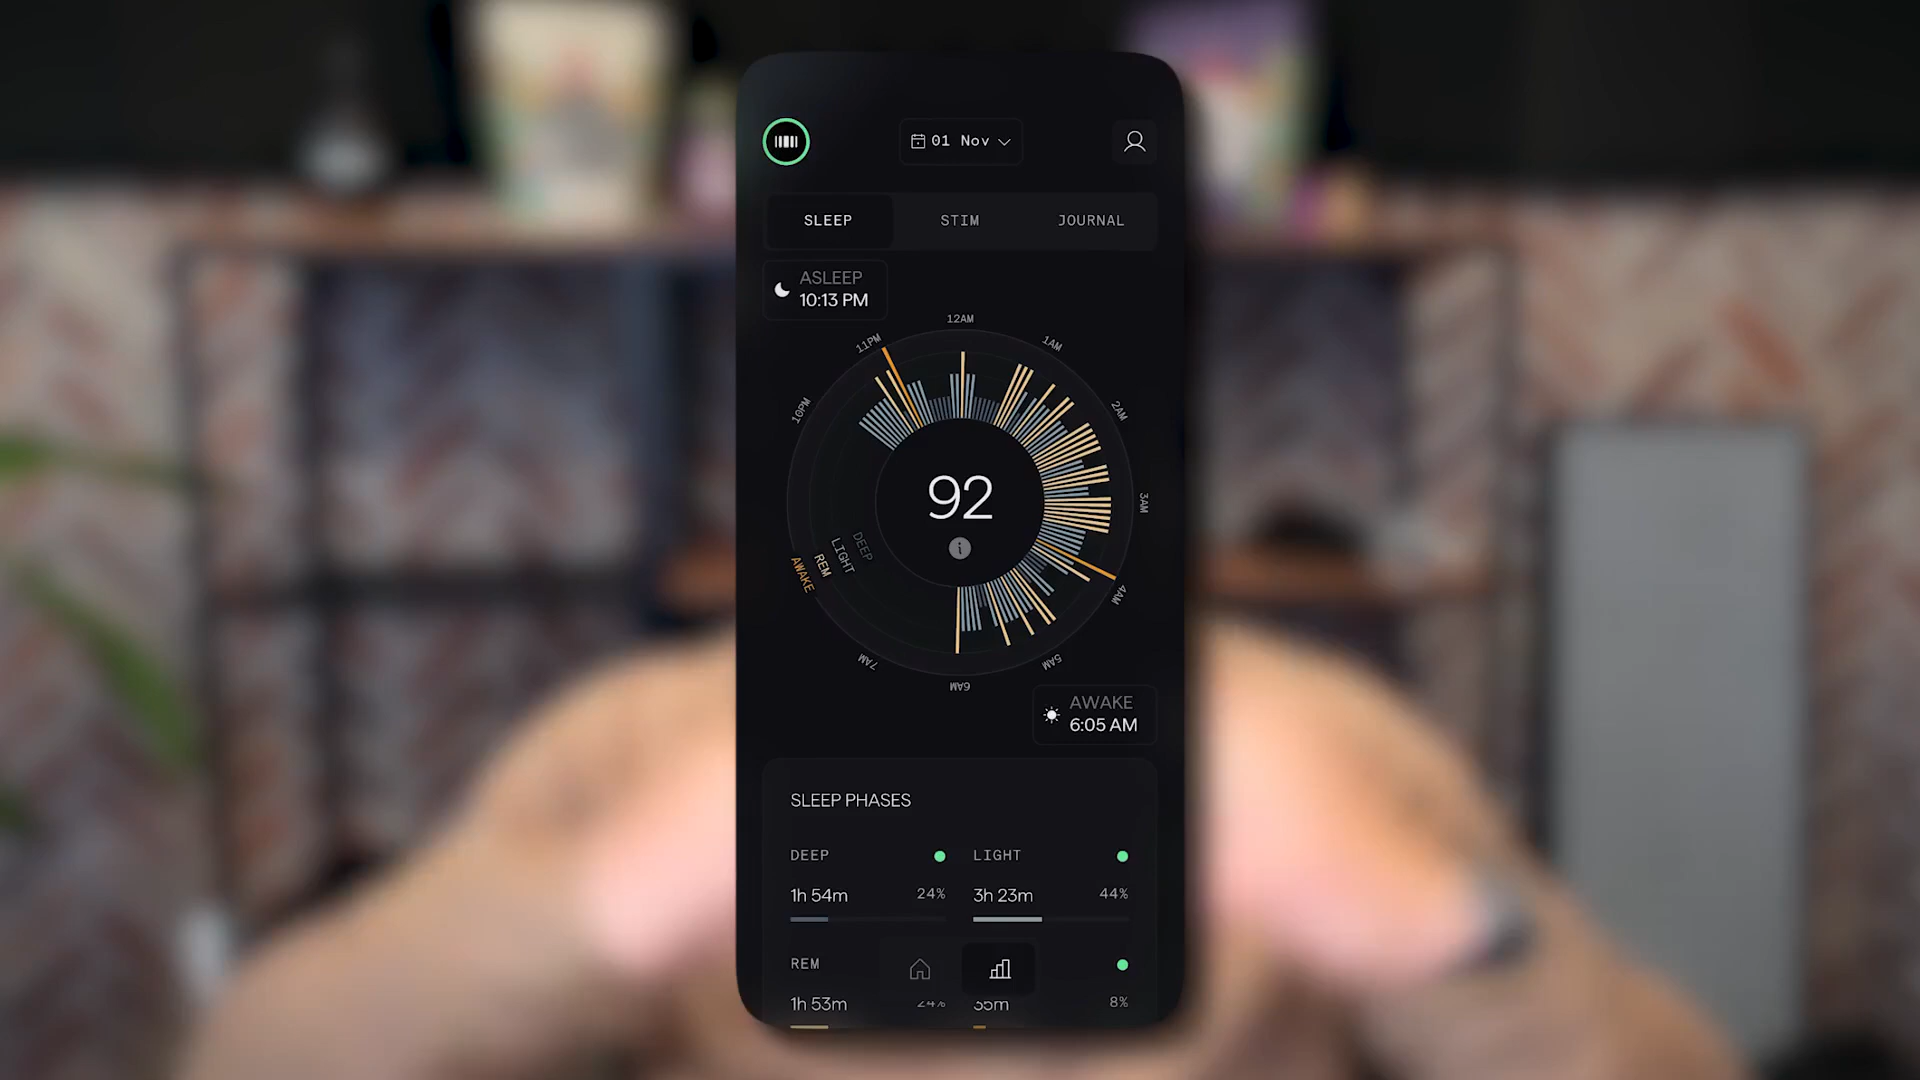 01 Nov
SLEEP
STIM
JOURNAL
ASLEEP
10:13 PM
12AM
1AM
2AM
3AM
4AM
5AM
6AM
7AM
10PM
11PM
92
i
DEEP
LIGHT
REM
AWAKE
AWAKE
6:05 AM
SLEEP PHASES
DEEP
1h 54m
24%
LIGHT
3h 23m
44%
REM
1h 53m
24%
8%